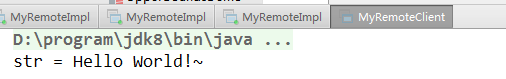 MyRemoteImpl MyRemoteImpl MyRemoteImpl MyRemoteClient
D:\program\jdk8\bin\java ...
str = Hello World!~